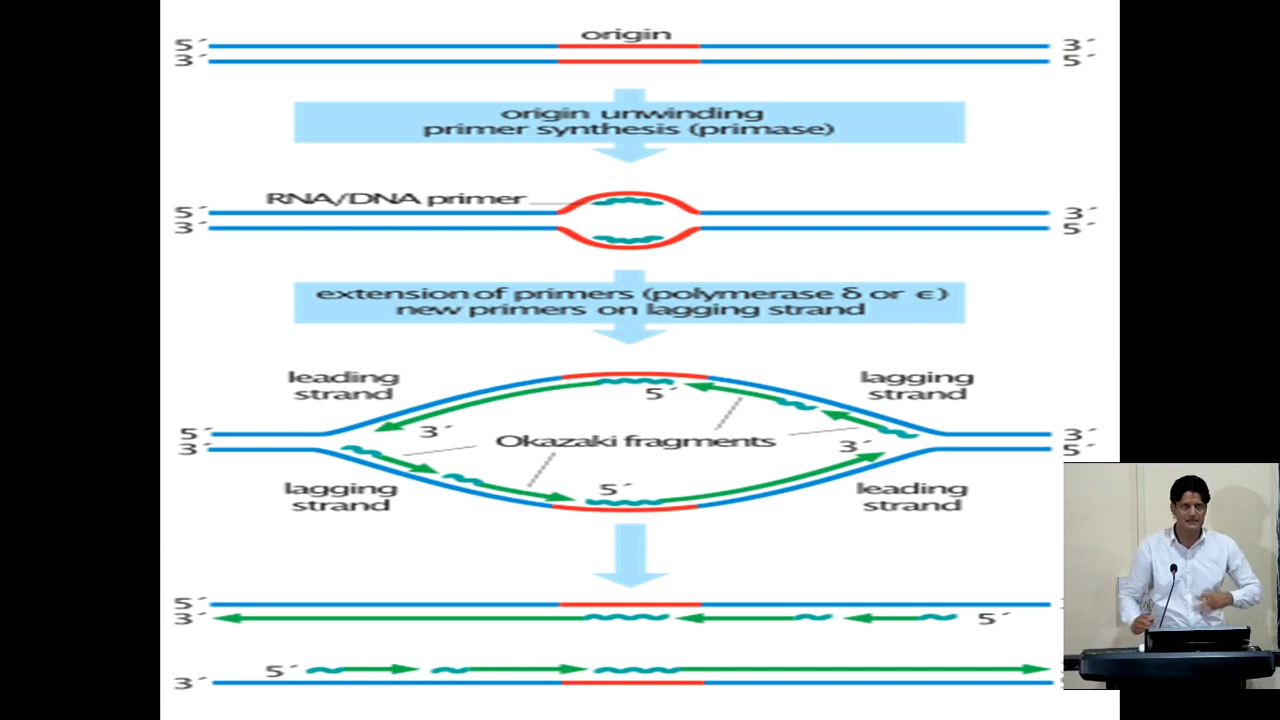 origin
5´ 3´
3´ 5´
origin unwinding
primer synthesis (primase)
RNA/DNA primer
5´ 3´
3´ 5´
extension of primers (polymerase δ or ϵ)
new primers on lagging strand
leading
strand
lagging
strand
5´
3´
5´ 3´
Okazaki fragments
3´
3´ 5´
lagging
strand
5´
leading
strand
5´
3´ 5´
5´
3´